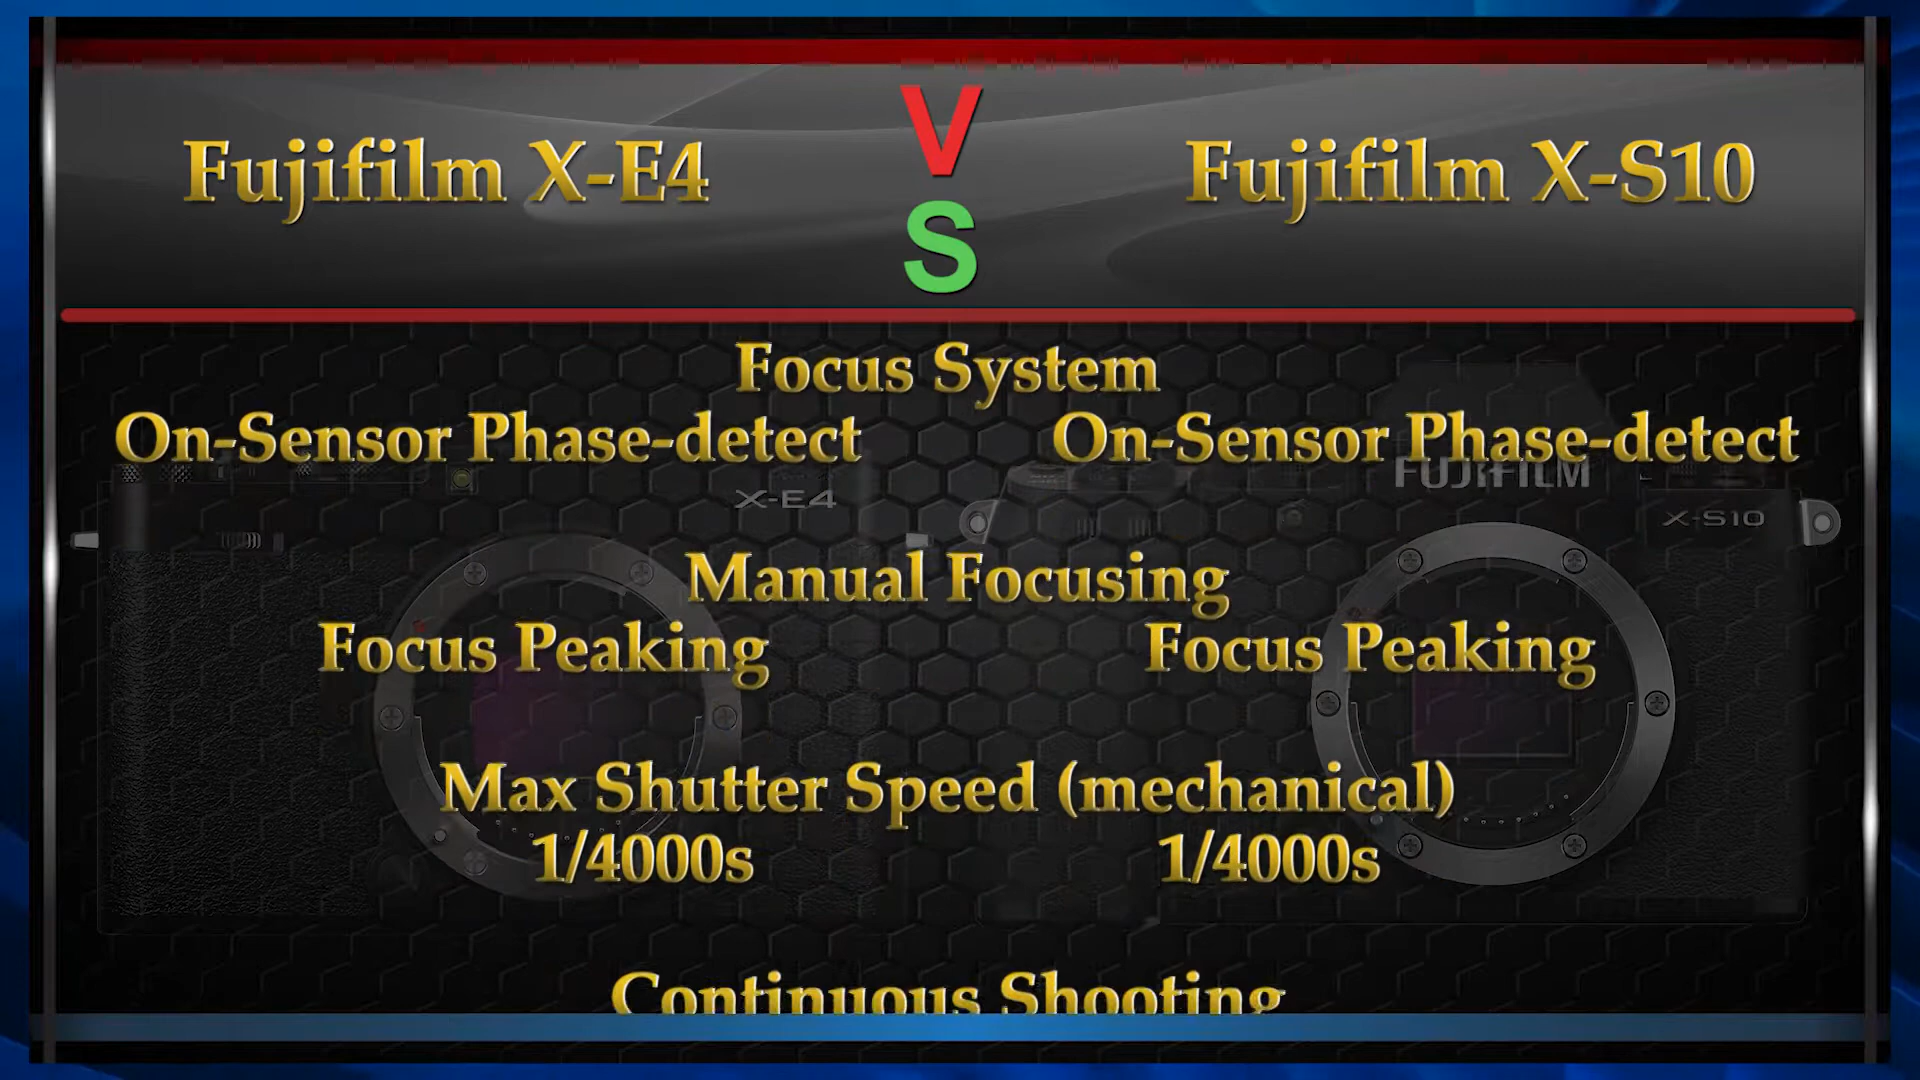 Fujifilm X-E4
V
S
Fujifilm X-S10
Focus System
On-Sensor Phase-detect
On-Sensor Phase-detect
FUJIFILM
X-E4
X-S10
Manual Focusing
Focus Peaking
Focus Peaking
Max Shutter Speed (mechanical)
1/4000s
1/4000s
Continuous Shooting